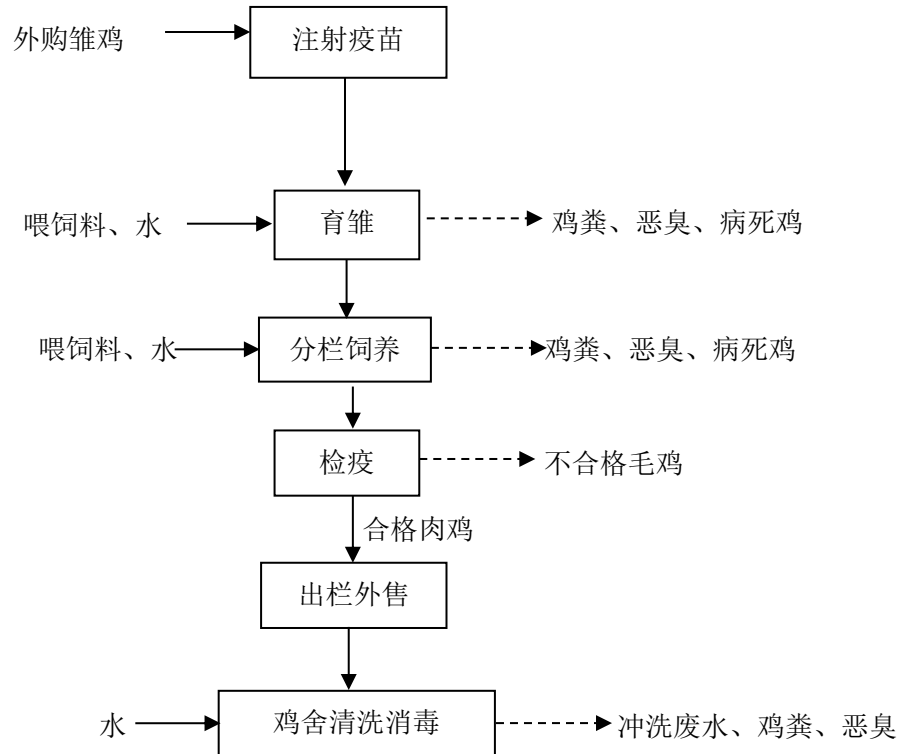 外购雏鸡
注射疫苗
喂饲料、水
育雏
鸡粪、恶臭、病死鸡
喂饲料、水
分栏饲养
鸡粪、恶臭、病死鸡
检疫
不合格毛鸡
合格肉鸡
出栏外售
水
鸡舍清洗消毒
冲洗废水、鸡粪、恶臭